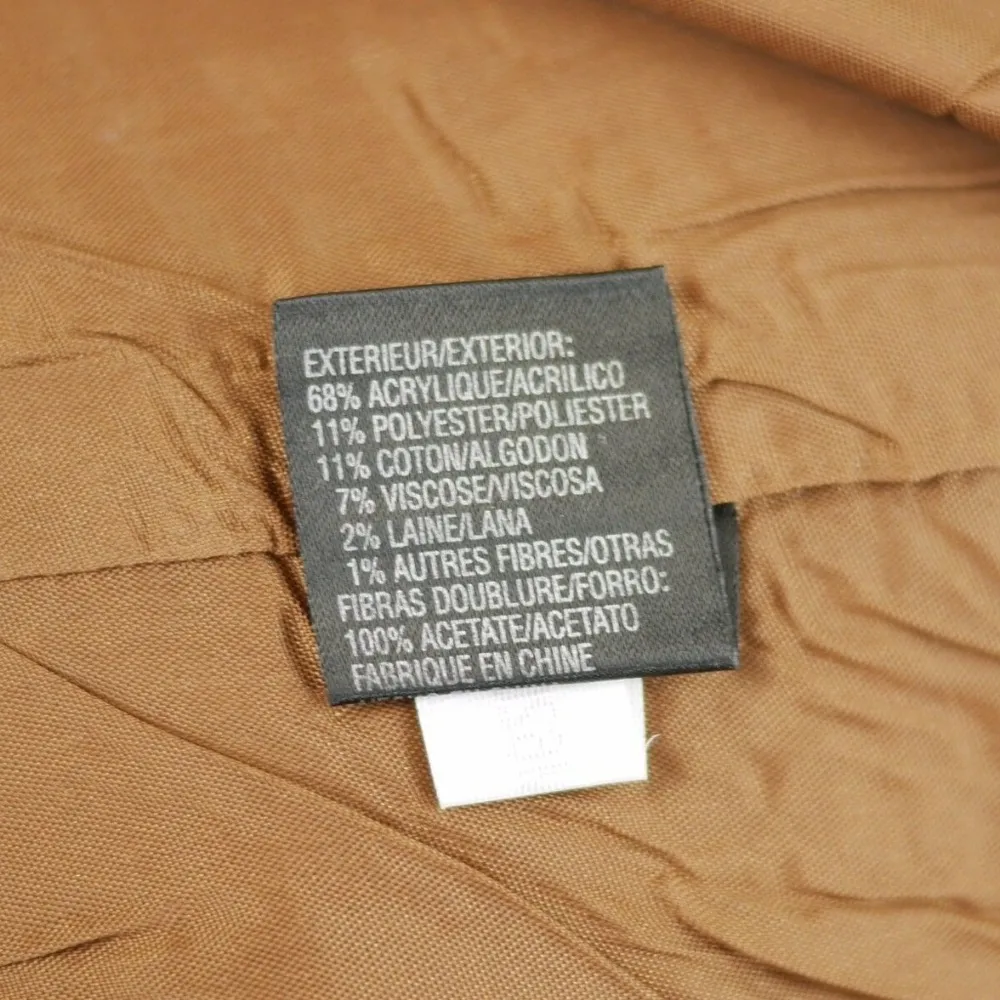 EXTERIEUR/EXTERIOR:
68% ACRYLIQUE/ACRILICO
11% POLYESTER/POLIESTER
11% COTON/ALGODON
7% VISCOSE/VISCOSA
2% LAINE/LANA
1% AUTRES FIBRES/OTRAS
FIBRAS DOUBLURE/FORRO:
100% ACETATE/ACETATO
FABRIQUE EN CHINE